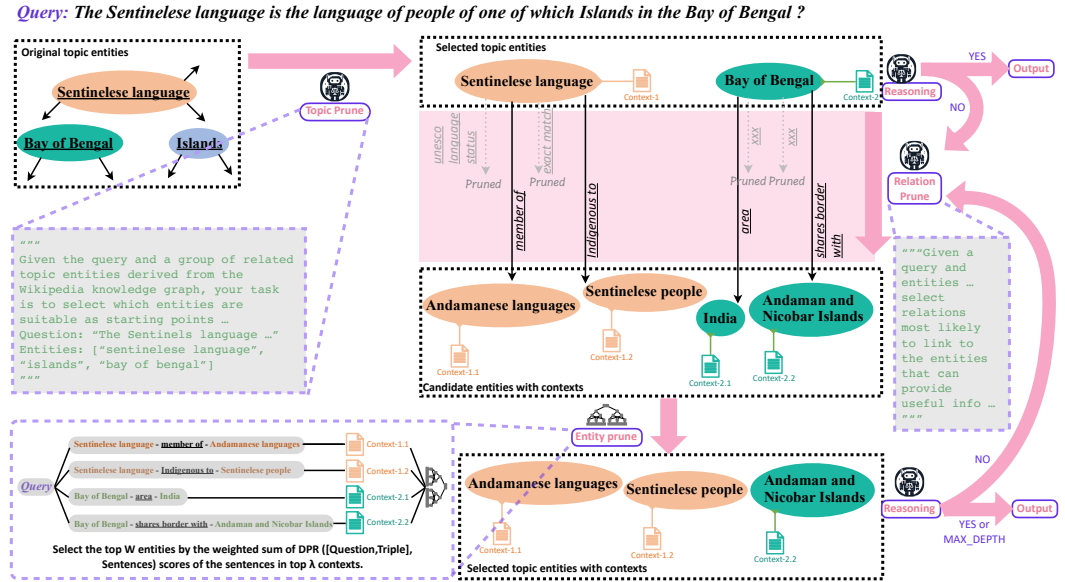 Query: The Sentinelese language is the language of people of one of which Islands in the Bay of Bengal ?
Original topic entities
Sentinelese language
Bay of Bengal
Islands
Topic Prune
Selected topic entities
Sentinelese language
Context-1
Bay of Bengal
Context-2
Reasoning
YES
Output
NO
unesco
language
status
Pruned
exact match
Pruned
member of
Indigenous to
xxx
Pruned
xxx
Pruned
area
shares border
with
Relation
Prune
"""
Given the query and a group of related
topic entities derived from the
Wikipedia knowledge graph, your task
is to select which entities are
suitable as starting points …
Question: "The Sentinels language …"
Entities: ["sentinelese language",
"islands", "bay of bengal"]
"""
Andamanese languages
Context-1.1
Sentinelese people
Context-1.2
India
Context-2.1
Andaman and
Nicobar Islands
Context-2.2
Candidate entities with contexts
"""Given a
query and
entities …
select
relations
most likely
to link to
the entities
that can
provide
useful info …
"""
Entity prune
Query
Sentinelese language - member of - Andamanese languages
Context-1.1
Sentinelese language - Indigenous to - Sentinelese people
Context-1.2
Bay of Bengal - area - India
Context-2.1
Bay of Bengal - shares border with - Andaman and Nicobar Islands
Context-2.2
Select the top W entities by the weighted sum of DPR ([Question,Triple],
Sentences) scores of the sentences in top λ contexts.
Andamanese languages
Context-1.1
Sentinelese people
Context-1.2
Andaman and
Nicobar Islands
Context-2.2
Selected topic entities with contexts
Reasoning
NO
YES or
MAX_DEPTH
Output